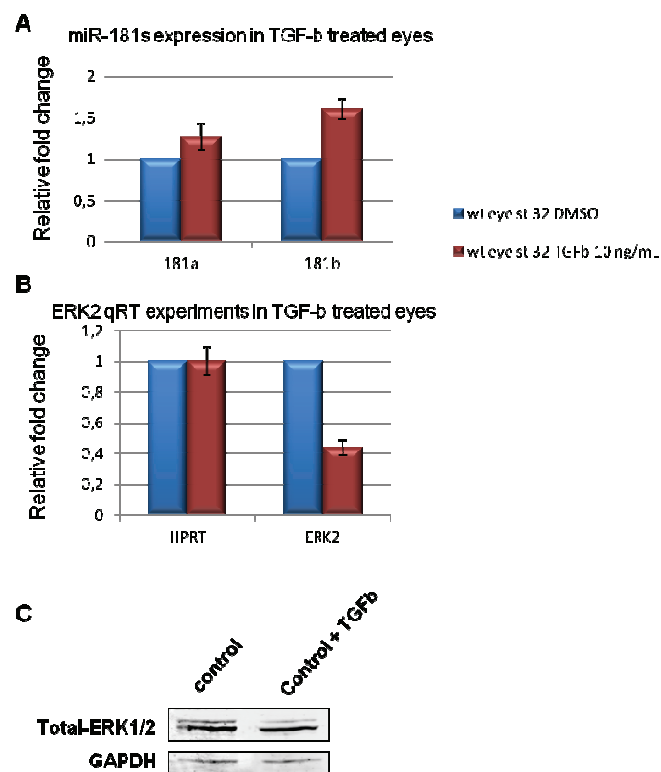 A
miR-181s expression in TGF-b treated eyes
Relative fold change
2
1,5
1
0,5
0
181a 181b
wt eye st 32 DMSO
wt eye st 32 TGFb 10 ng/mL
B
ERK2 qRT experiments in TGF-b treated eyes
Relative fold change
1,2
1
0,8
0,6
0,4
0,2
0
HPRT ERK2
C
control Control + TGFb
Total-ERK1/2
GAPDH